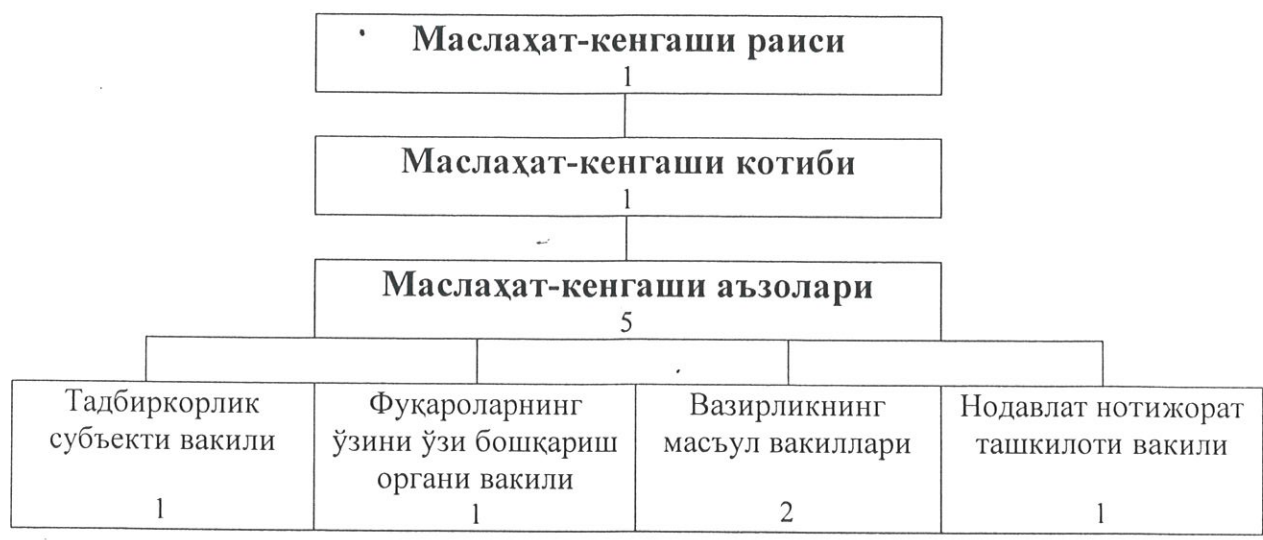 Маслаҳат-кенгаши раиси
1
Маслаҳат-кенгаши котиби
1
Маслаҳат-кенгаши аъзолари
5
Тадбиркорлик
субъекти вакили
1
Фуқароларнинг
ўзини ўзи бошқариш
органи вакили
1
Вазирликнинг
масъул вакиллари
2
Нодавлат нотижорат
ташкилоти вакили
1